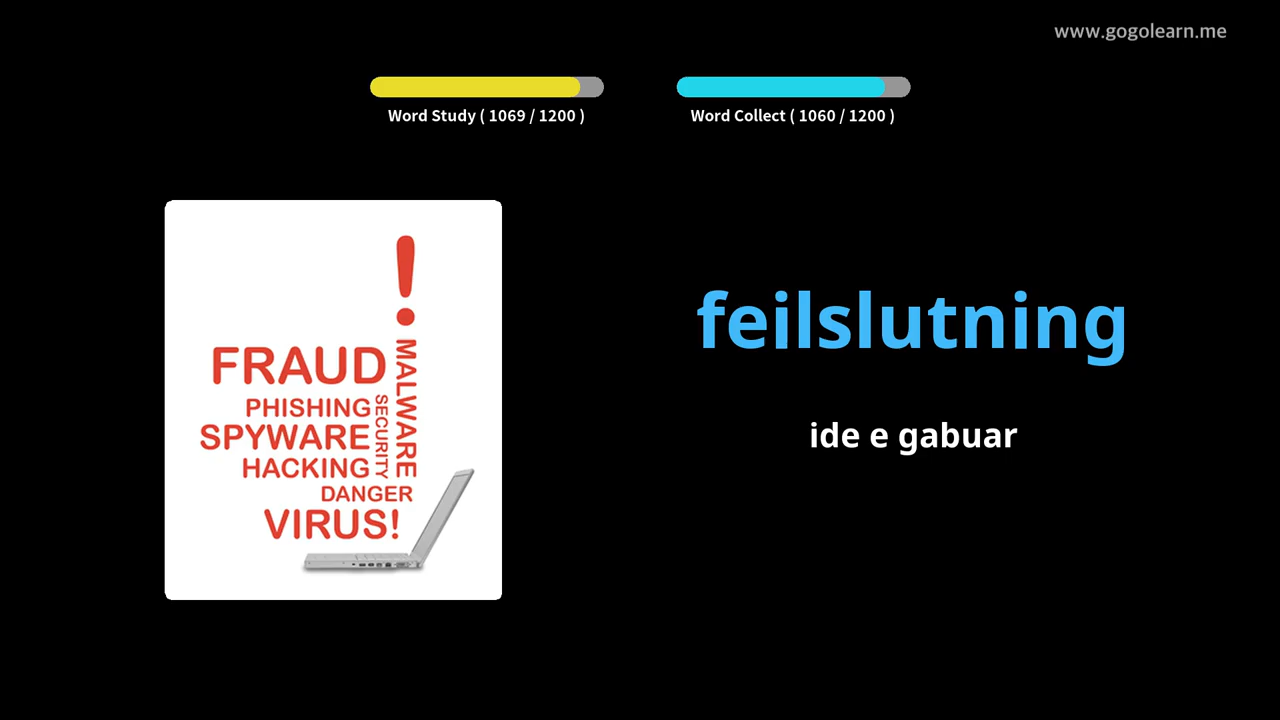 www.gogolearn.me
Word Study ( 1069 / 1200 )
Word Collect ( 1060 / 1200 )
!
FRAUD
MALWARE
PHISHING
SECURITY
SPYWARE
HACKING
DANGER
VIRUS!
feilslutning
ide e gabuar